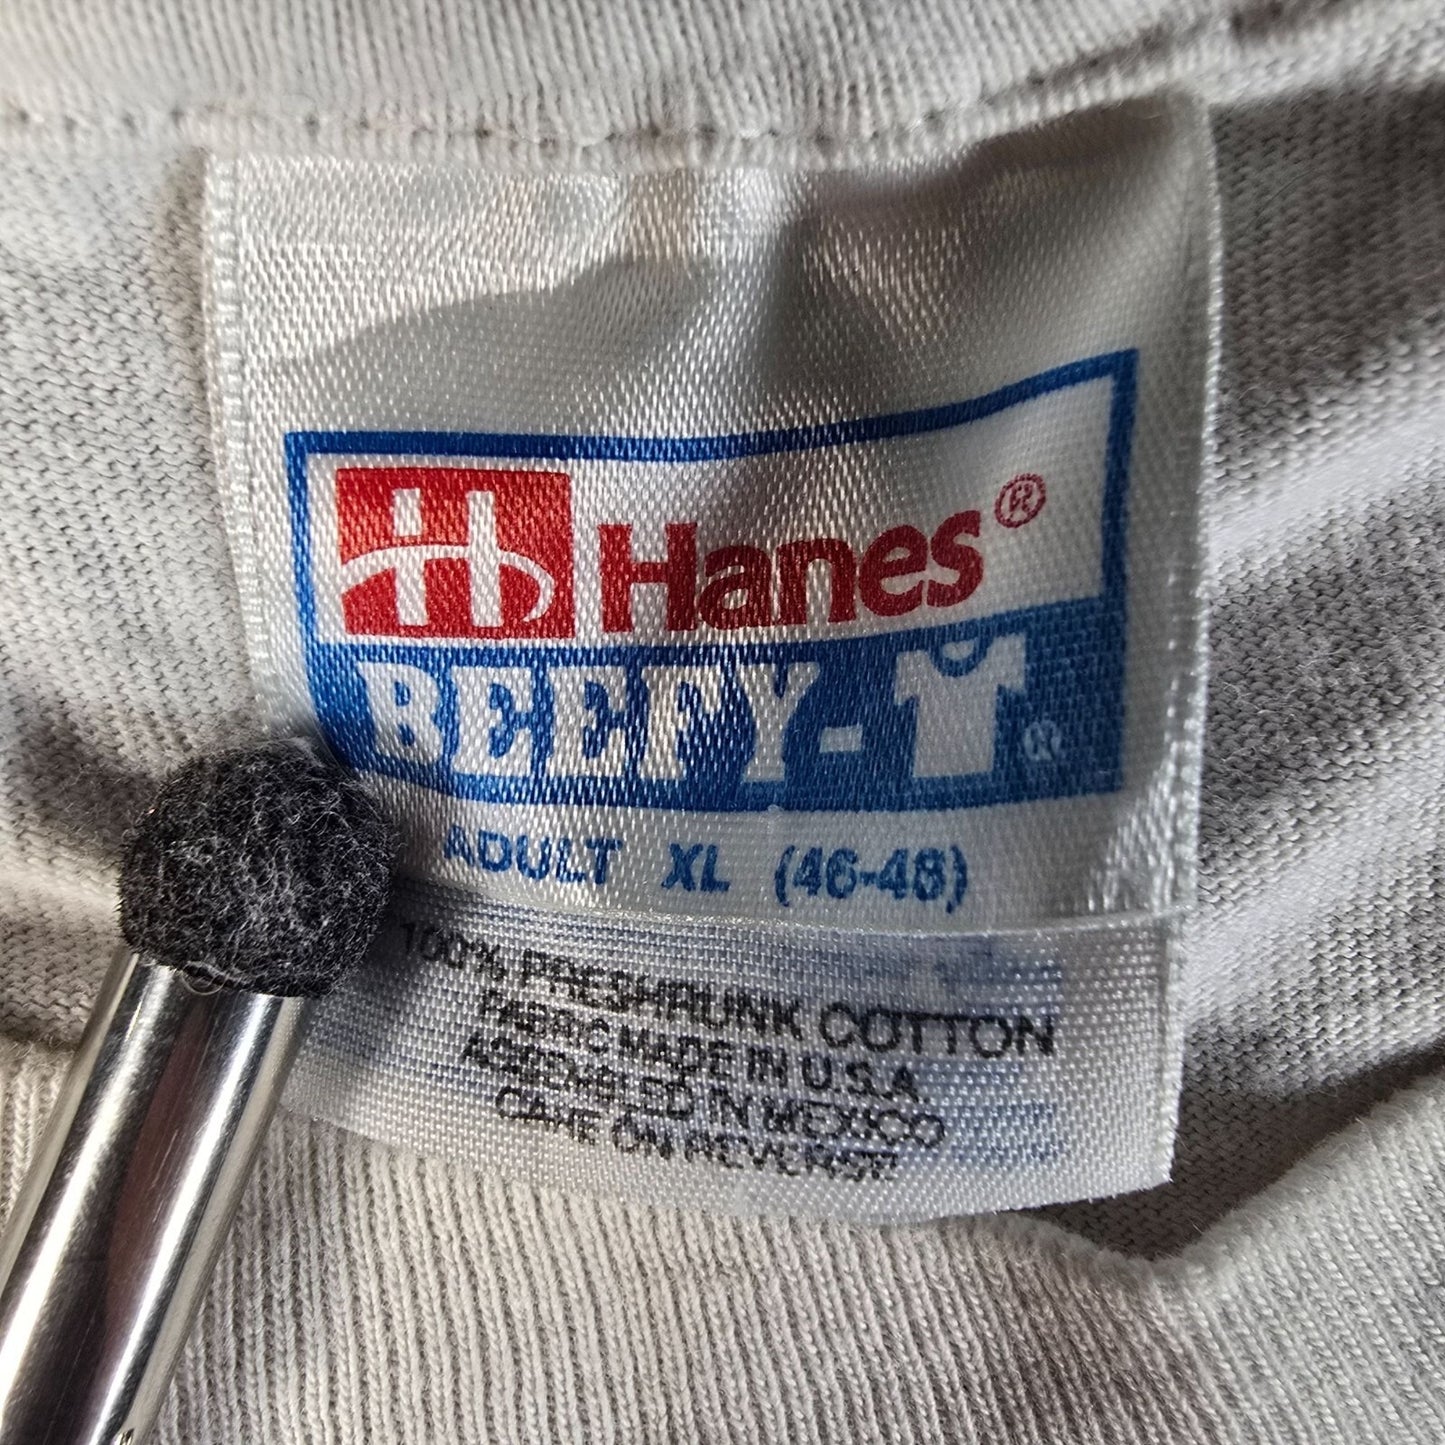 Hanes®
BEEFY-T®
ADULT XL (46-48)
100% PRESHRUNK COTTON
FABRIC MADE IN U.S.A.
ASSEMBLED IN MEXICO
CARE ON REVERSE